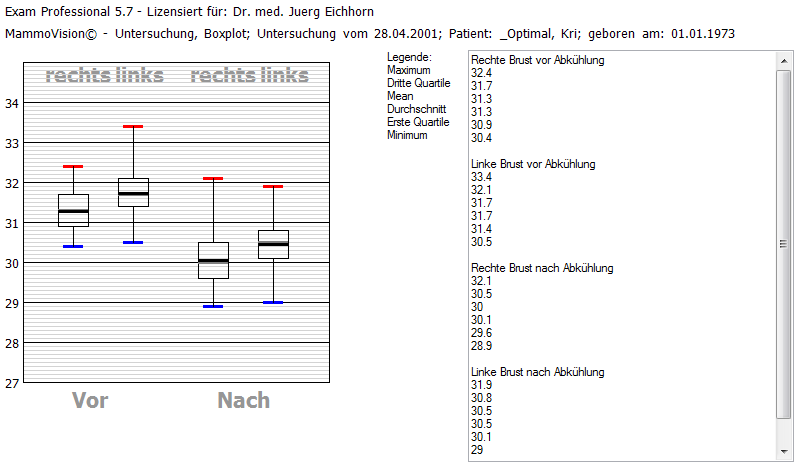 Exam Professional 5.7 - Lizensiert für: Dr. med. Juerg Eichhorn
MammoVision© - Untersuchung, Boxplot; Untersuchung vom 28.04.2001; Patient: _Optimal, Kri; geboren am: 01.01.1973
rechts links rechts links
34
33
32
31
30
29
28
27
Vor Nach
Legende:
Maximum
Dritte Quartile
Mean
Durchschnitt
Erste Quartile
Minimum
Rechte Brust vor Abkühlung
32.4
31.7
31.3
31.3
30.9
30.4
Linke Brust vor Abkühlung
33.4
32.1
31.7
31.7
31.4
30.5
Rechte Brust nach Abkühlung
32.1
30.5
30
30.1
29.6
28.9
Linke Brust nach Abkühlung
31.9
30.8
30.5
30.5
30.1
29